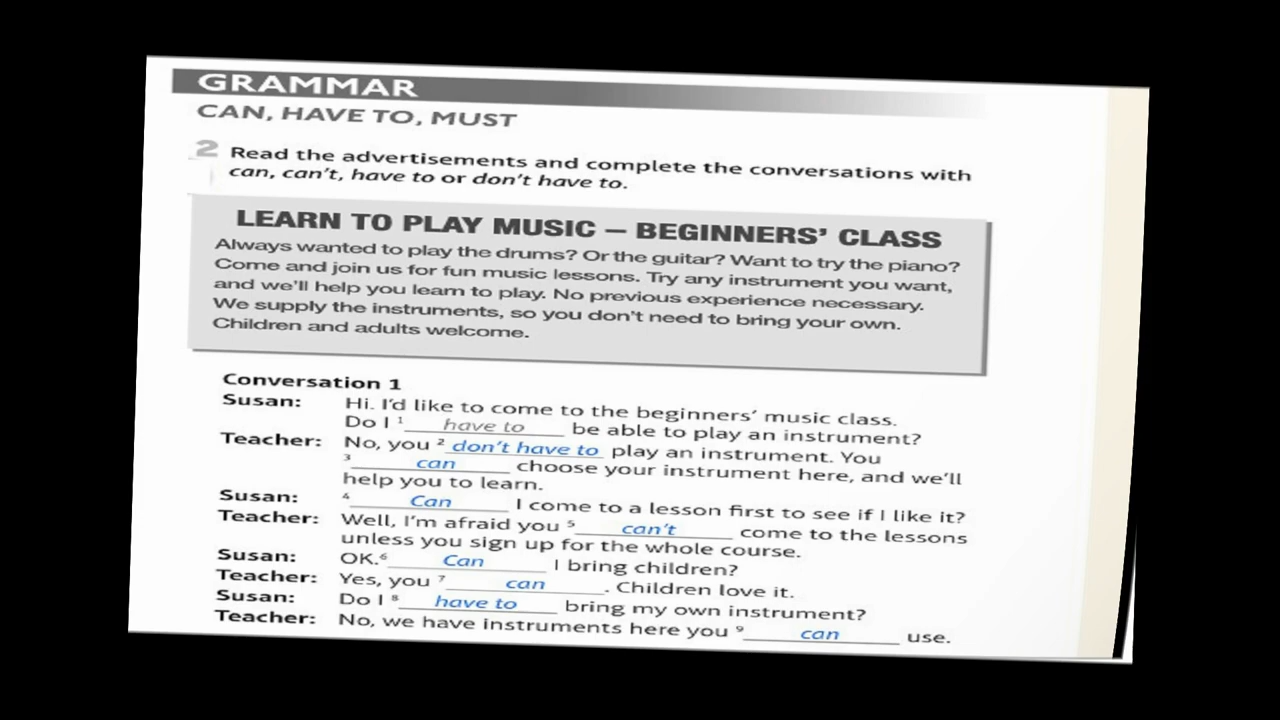 GRAMMAR
CAN, HAVE TO, MUST
2 Read the advertisements and complete the conversations with
can, can't, have to or don't have to.
LEARN TO PLAY MUSIC – BEGINNERS' CLASS
Always wanted to play the drums? Or the guitar? Want to try the piano?
Come and join us for fun music lessons. Try any instrument you want,
and we'll help you learn to play. No previous experience necessary.
We supply the instruments, so you don't need to bring your own.
Children and adults welcome.
Conversation 1
Susan: Hi. I'd like to come to the beginners' music class.
Do I ¹ have to be able to play an instrument?
Teacher: No, you ² don't have to play an instrument. You
³ can choose your instrument here, and we'll
help you to learn.
Susan: ⁴ Can I come to a lesson first to see if I like it?
Teacher: Well, I'm afraid you ⁵ can't come to the lessons
unless you sign up for the whole course.
Susan: OK. ⁶ Can I bring children?
Teacher: Yes, you ⁷ can. Children love it.
Susan: Do I ⁸ have to bring my own instrument?
Teacher: No, we have instruments here you ⁹ can use.